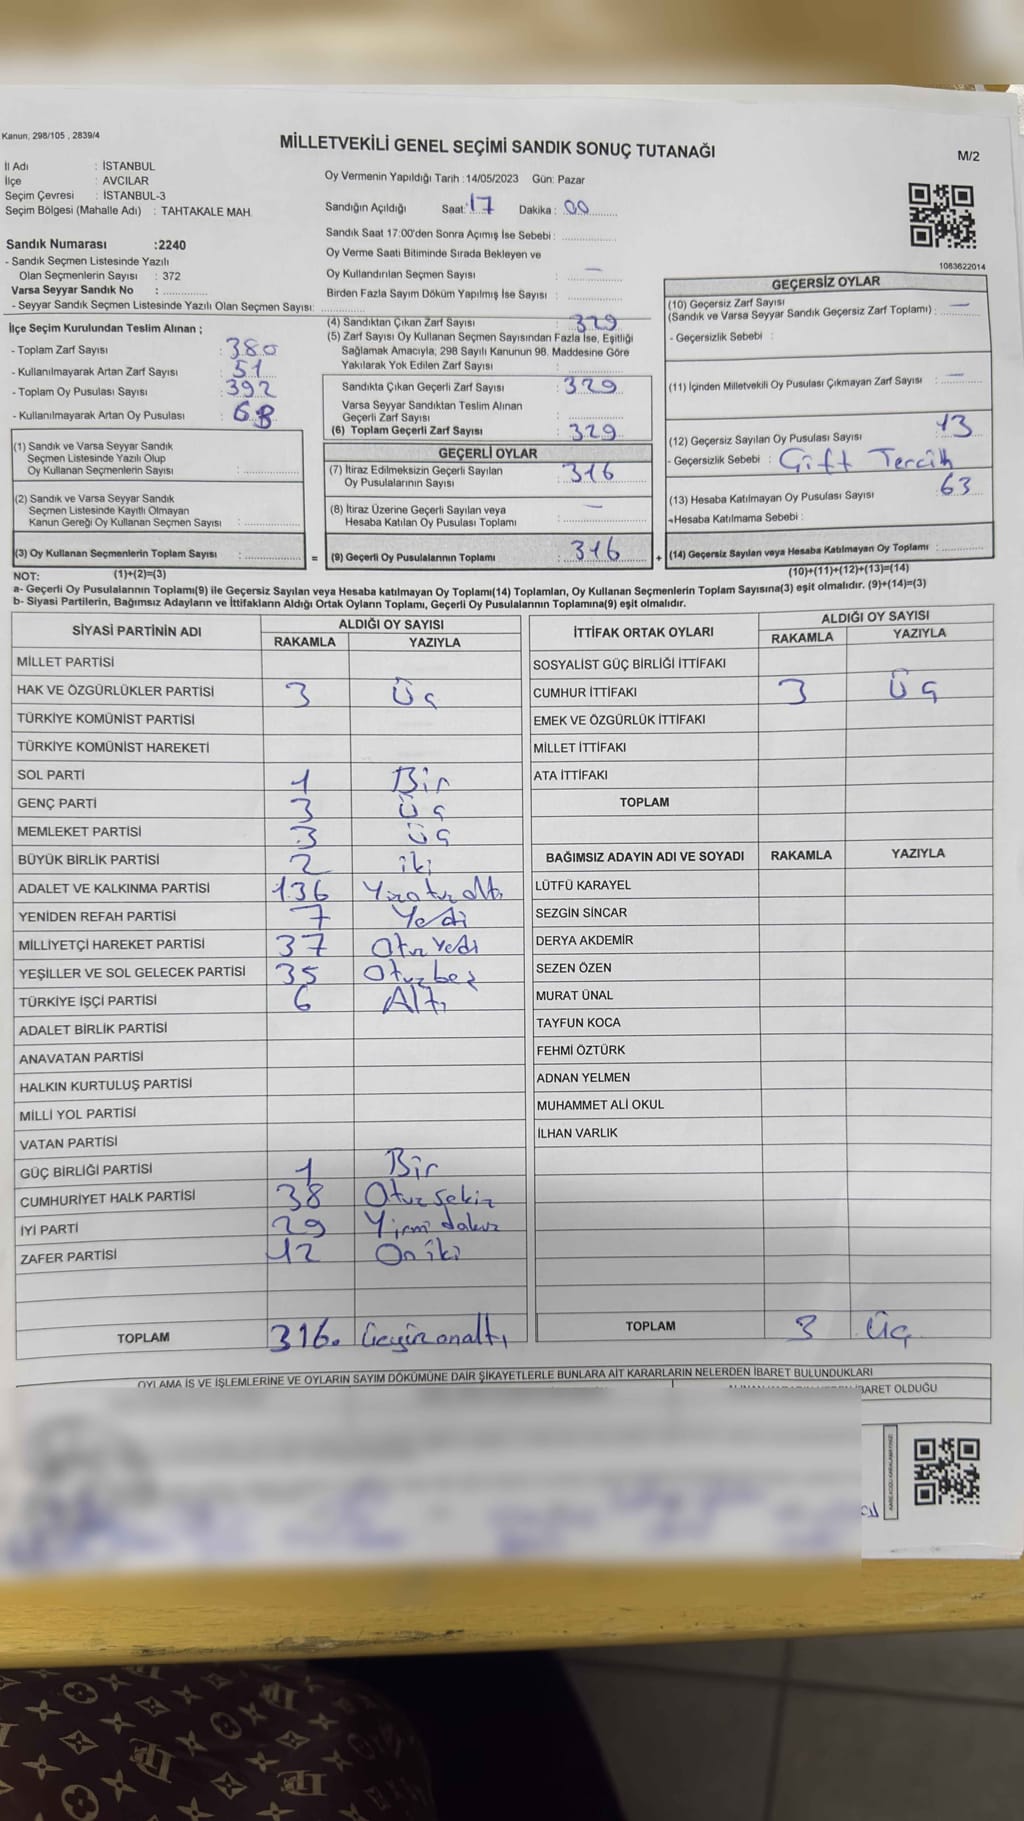 Kanun, 298/105 , 2839/4
MİLLETVEKİLİ GENEL SEÇİMİ SANDIK SONUÇ TUTANAĞI
M/2
İl Adı : İSTANBUL
İlçe : AVCILAR
Seçim Çevresi : İSTANBUL-3
Seçim Bölgesi (Mahalle Adı) : TAHTAKALE MAH.
Oy Vermenin Yapıldığı Tarih :14/05/2023 Gün: Pazar
Sandığın Açıldığı Saat: 17 Dakika : 00
Sandık Saat 17:00'den Sonra Açımış İse Sebebi :
Oy Verme Saati Bitiminde Sırada Bekleyen ve
Oy Kullandırılan Seçmen Sayısı : —
Birden Fazla Sayım Döküm Yapılmış İse Sayısı :
Sandık Numarası :2240
- Sandık Seçmen Listesinde Yazılı
Olan Seçmenlerin Sayısı : 372
Varsa Seyyar Sandık No :
- Seyyar Sandık Seçmen Listesinde Yazılı Olan Seçmen Sayısı:
1083622014
İlçe Seçim Kurulundan Teslim Alınan ;
- Toplam Zarf Sayısı : 380
- Kullanılmayarak Artan Zarf Sayısı : 51
- Toplam Oy Pusulası Sayısı : 392
- Kullanılmayarak Artan Oy Pusulası : 68
(1) Sandık ve Varsa Seyyar Sandık
Seçmen Listesinde Yazılı Olup
Oy Kullanan Seçmenlerin Sayısı :
(2) Sandık ve Varsa Seyyar Sandık
Seçmen Listesinde Kayıtlı Olmayan
Kanun Gereği Oy Kullanan Seçmen Sayısı :
(3) Oy Kullanan Seçmenlerin Toplam Sayısı : =
(4) Sandıktan Çıkan Zarf Sayısı : 329
(5) Zarf Sayısı Oy Kullanan Seçmen Sayısından Fazla İse, Eşitliği
Sağlamak Amacıyla, 298 Sayılı Kanunun 98. Maddesine Göre
Yakılarak Yok Edilen Zarf Sayısı :
Sandıkta Çıkan Geçerli Zarf Sayısı : 329
Varsa Seyyar Sandıktan Teslim Alınan
Geçerli Zarf Sayısı :
(6) Toplam Geçerli Zarf Sayısı : 329
GEÇERLİ OYLAR
(7) İtiraz Edilmeksizin Geçerli Sayılan
Oy Pusulalarının Sayısı : 316
(8) İtiraz Üzerine Geçerli Sayılan veya
Hesaba Katılan Oy Pusulası Toplamı : —
(9) Geçerli Oy Pusulalarının Toplamı : 316 +
GEÇERSİZ OYLAR
(10) Geçersiz Zarf Sayısı
(Sandık ve Varsa Seyyar Sandık Geçersiz Zarf Toplamı) : —
- Geçersizlik Sebebi :
(11) İçinden Milletvekili Oy Pusulası Çıkmayan Zarf Sayısı : —
(12) Geçersiz Sayılan Oy Pusulası Sayısı : 13
- Geçersizlik Sebebi : Çift Tercih
(13) Hesaba Katılmayan Oy Pusulası Sayısı : 63
-Hesaba Katılmama Sebebi :
(14) Geçersiz Sayılan veya Hesaba Katılmayan Oy Toplamı :
NOT: (1)+(2)=(3) (10)+(11)+(12)+(13)=(14)
a- Geçerli Oy Pusulalarının Toplamı(9) ile Geçersiz Sayılan veya Hesaba katılmayan Oy Toplamı(14) Toplamları, Oy Kullanan Seçmenlerin Toplam Sayısına(3) eşit olmalıdır. (9)+(14)=(3)
b- Siyasi Partilerin, Bağımsız Adayların ve İttifakların Aldığı Ortak Oyların Toplamı, Geçerli Oy Pusulalarının Toplamına(9) eşit olmalıdır.
SİYASİ PARTİNİN ADI ALDIĞI OY SAYISI
RAKAMLA YAZIYLA
MİLLET PARTİSİ
HAK VE ÖZGÜRLÜKLER PARTİSİ 3 Üç
TÜRKİYE KOMÜNİST PARTİSİ
TÜRKİYE KOMÜNİST HAREKETİ
SOL PARTİ 1 Bir
GENÇ PARTİ 3 üç
MEMLEKET PARTİSİ 3 üç
BÜYÜK BİRLİK PARTİSİ 2 iki
ADALET VE KALKINMA PARTİSİ 136 Yüzotuzaltı
YENİDEN REFAH PARTİSİ 7 Yedi
MİLLİYETÇİ HAREKET PARTİSİ 37 Otuzyedi
YEŞİLLER VE SOL GELECEK PARTİSİ 35 Otuzbeş
TÜRKİYE İŞÇİ PARTİSİ 6 Altı
ADALET BİRLİK PARTİSİ
ANAVATAN PARTİSİ
HALKIN KURTULUŞ PARTİSİ
MİLLİ YOL PARTİSİ
VATAN PARTİSİ
GÜÇ BİRLİĞİ PARTİSİ 1 Bir
CUMHURİYET HALK PARTİSİ 38 Otuzsekiz
İYİ PARTİ 29 Yirmi dokuz
ZAFER PARTİSİ 12 On iki
TOPLAM 316. üçyüzonaltı
İTTİFAK ORTAK OYLARI ALDIĞI OY SAYISI
RAKAMLA YAZIYLA
SOSYALİST GÜÇ BİRLİĞİ İTTİFAKI
CUMHUR İTTİFAKI 3 Üç
EMEK VE ÖZGÜRLÜK İTTİFAKI
MİLLET İTTİFAKI
ATA İTTİFAKI
TOPLAM
BAĞIMSIZ ADAYIN ADI VE SOYADI RAKAMLA YAZIYLA
LÜTFÜ KARAYEL
SEZGİN SİNCAR
DERYA AKDEMİR
SEZEN ÖZEN
MURAT ÜNAL
TAYFUN KOCA
FEHMİ ÖZTÜRK
ADNAN YELMEN
MUHAMMET ALİ OKUL
İLHAN VARLIK
TOPLAM 3 Üç
OYLAMA İŞ VE İŞLEMLERİNE VE OYLARIN SAYIM DÖKÜMÜNE DAİR ŞİKAYETLERLE BUNLARA AİT KARARLARIN NELERDEN İBARET BULUNDUKLARI
İBARET OLDUĞU